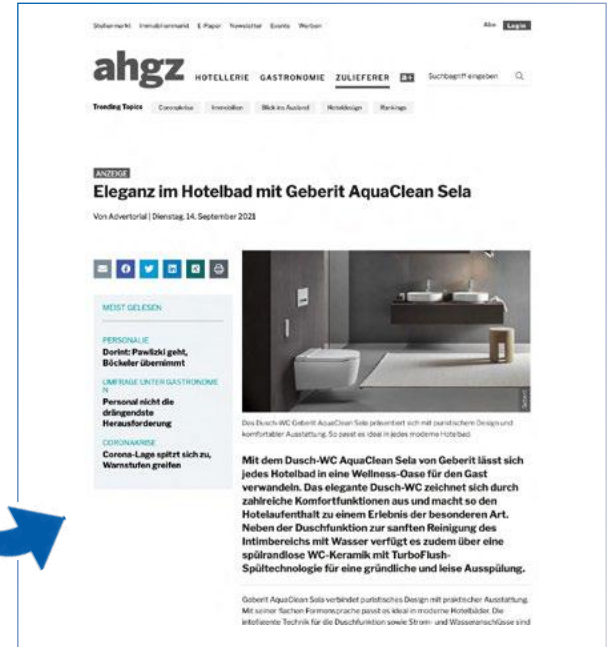 Stellenmarkt Immobilienmarkt E-Paper Newsletter Events Werben Abo Login
ahgz HOTELLERIE GASTRONOMIE ZULIEFERER a+ Suchbegriff eingeben
Trending Topics Coronakrise Immobilien Blick ins Ausland Hoteldesign Rankings
ANZEIGE
Eleganz im Hotelbad mit Geberit AquaClean Sela
Von Advertorial | Dienstag, 14. September 2021
MEIST GELESEN
PERSONALIE
Dorint: Pawlizki geht,
Böckeler übernimmt
UMFRAGE UNTER GASTRONOME
N
Personal nicht die
drängendste
Herausforderung
CORONAKRISE
Corona-Lage spitzt sich zu,
Warnstufen greifen
Geberit
Das Dusch-WC Geberit AquaClean Sela präsentiert sich mit puristischem Design und
komfortabler Ausstattung. So passt es ideal in jedes moderne Hotelbad.
Mit dem Dusch-WC AquaClean Sela von Geberit lässt sich
jedes Hotelbad in eine Wellness-Oase für den Gast
verwandeln. Das elegante Dusch-WC zeichnet sich durch
zahlreiche Komfortfunktionen aus und macht so den
Hotelaufenthalt zu einem Erlebnis der besonderen Art.
Neben der Duschfunktion zur sanften Reinigung des
Intimbereichs mit Wasser verfügt es zudem über eine
spülrandlose WC-Keramik mit TurboFlush-
Spültechnologie für eine gründliche und leise Ausspülung.
Geberit AquaClean Sela verbindet puristisches Design mit praktischer Ausstattung.
Mit seiner flachen Formensprache passt es ideal in moderne Hotelbäder. Die
intelligente Technik für die Duschfunktion sowie Strom- und Wasseranschlüsse sind